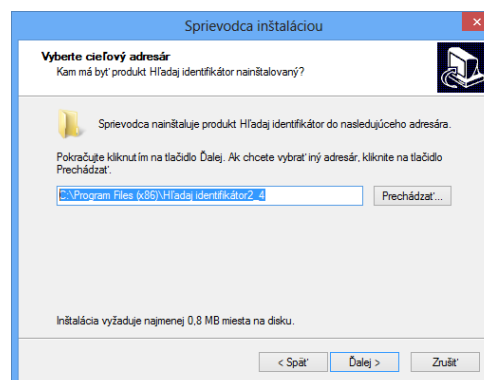 Sprievodca inštaláciou
Vyberte cieľový adresár
Kam má byť produkt Hľadaj identifikátor nainštalovaný?
Sprievodca nainštaluje produkt Hľadaj identifikátor do nasledujúceho adresára.
Pokračujte kliknutím na tlačidlo Ďalej. Ak chcete vybrať iný adresár, kliknite na tlačidlo
Prechádzať.
C:\Program Files (x86)\Hľadaj identifikátor2_4
Prechádzať...
Inštalácia vyžaduje najmenej 0,8 MB miesta na disku.
< Späť
Ďalej >
Zrušiť